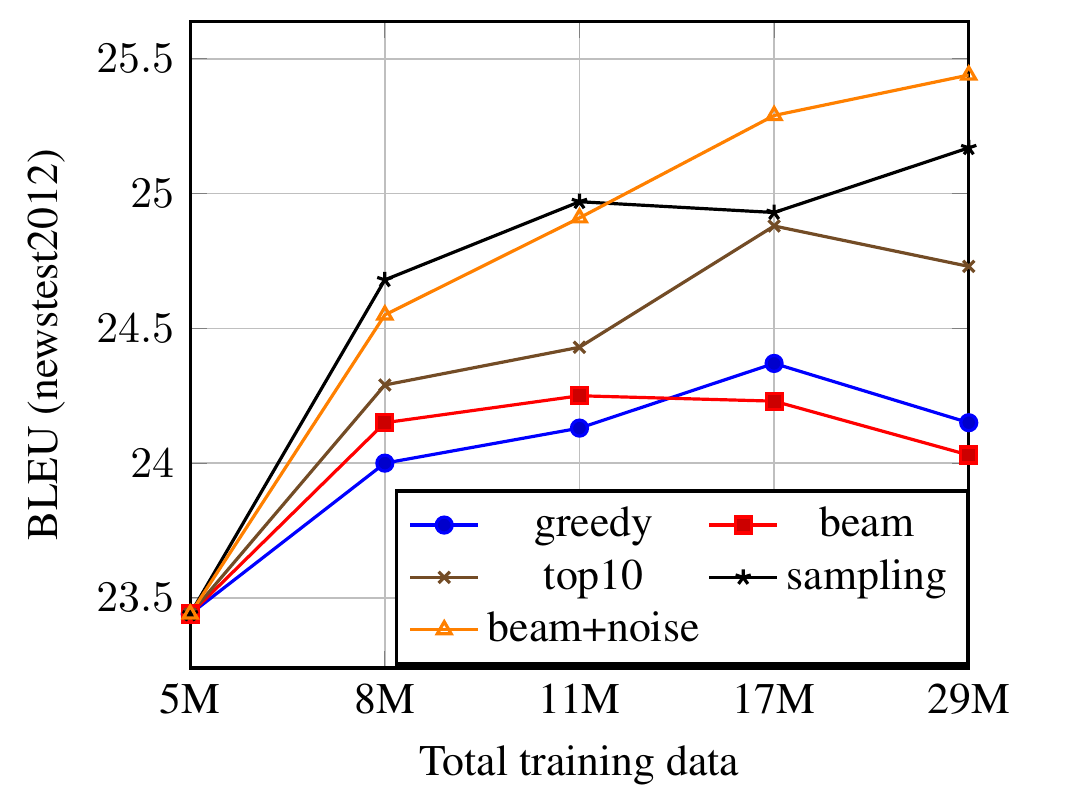 25.5
25
24.5
24
23.5
BLEU (newstest2012)
greedy beam
top10 sampling
beam+noise
5M 8M 11M 17M 29M
Total training data